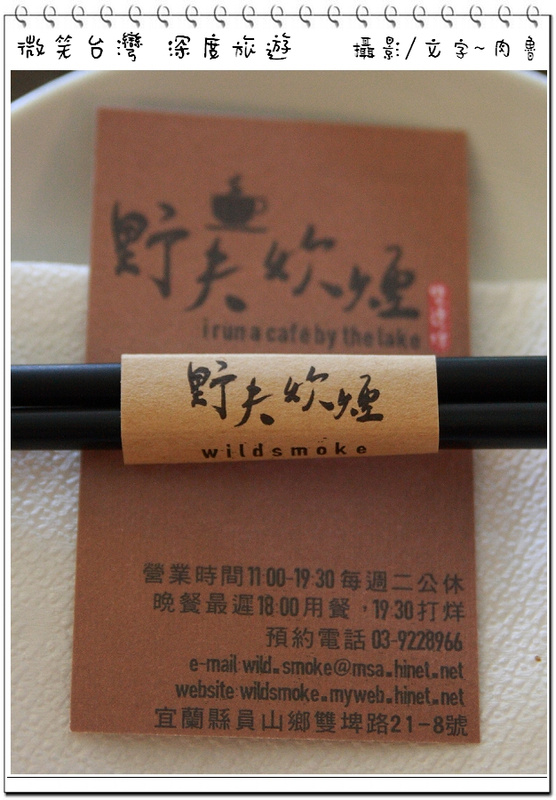 微笑台灣 深度旅遊 攝影/文字~肉魯
野夫炊煙
i run a cafe by the lake
野夫炊煙
wildsmoke
營業時間11:00-19:30每週二公休
晚餐最遲18:00用餐，19:30打烊
預約電話 03-9228966
e-mail:wild.smoke@msa.hinet.net
website:wildsmoke.myweb.hinet.net
宜蘭縣員山鄉雙埤路21-8號